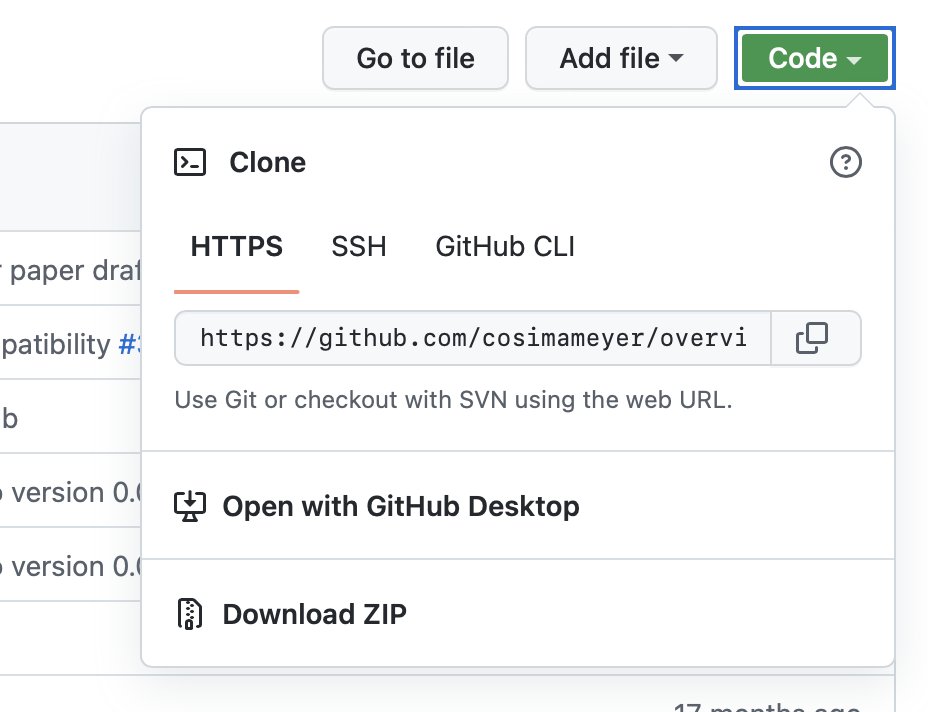 Go to file
Add file
Code
Clone
HTTPS
SSH
GitHub CLI
https://github.com/cosimameyer/overvi
Use Git or checkout with SVN using the web URL.
Open with GitHub Desktop
Download ZIP
paper
patibility #
b
version 0.
version 0.
17 months ago